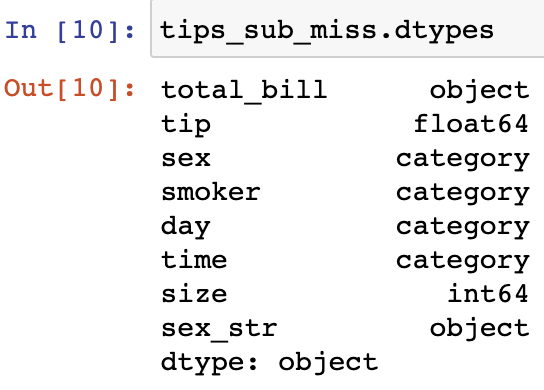 In [10]: tips_sub_miss.dtypes
Out[10]: total_bill object
tip float64
sex category
smoker category
day category
time category
size int64
sex_str object
dtype: object